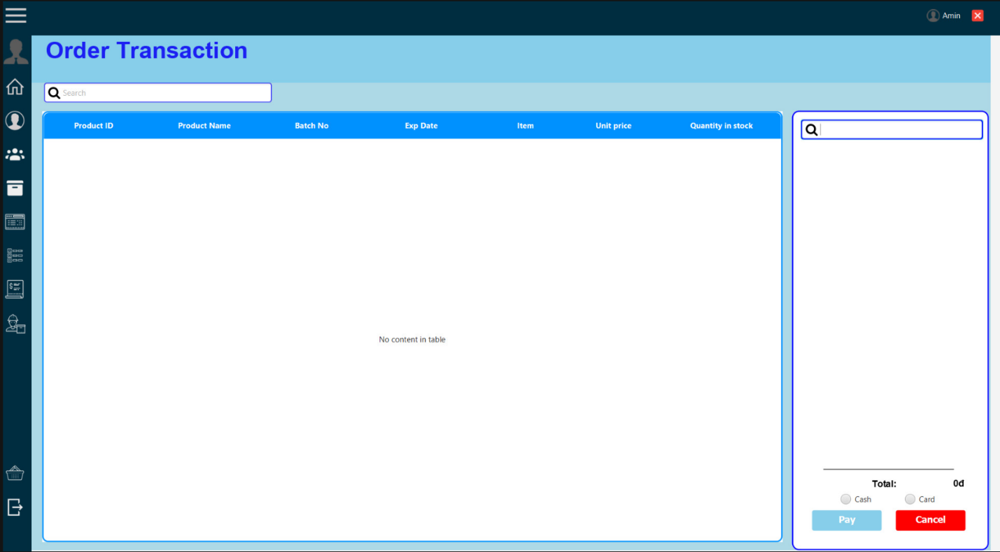 Amin
Order Transaction
Search
Product ID Product Name Batch No Exp Date Item Unit price Quantity in stock
No content in table
Total: 0đ
Cash Card
Pay Cancel